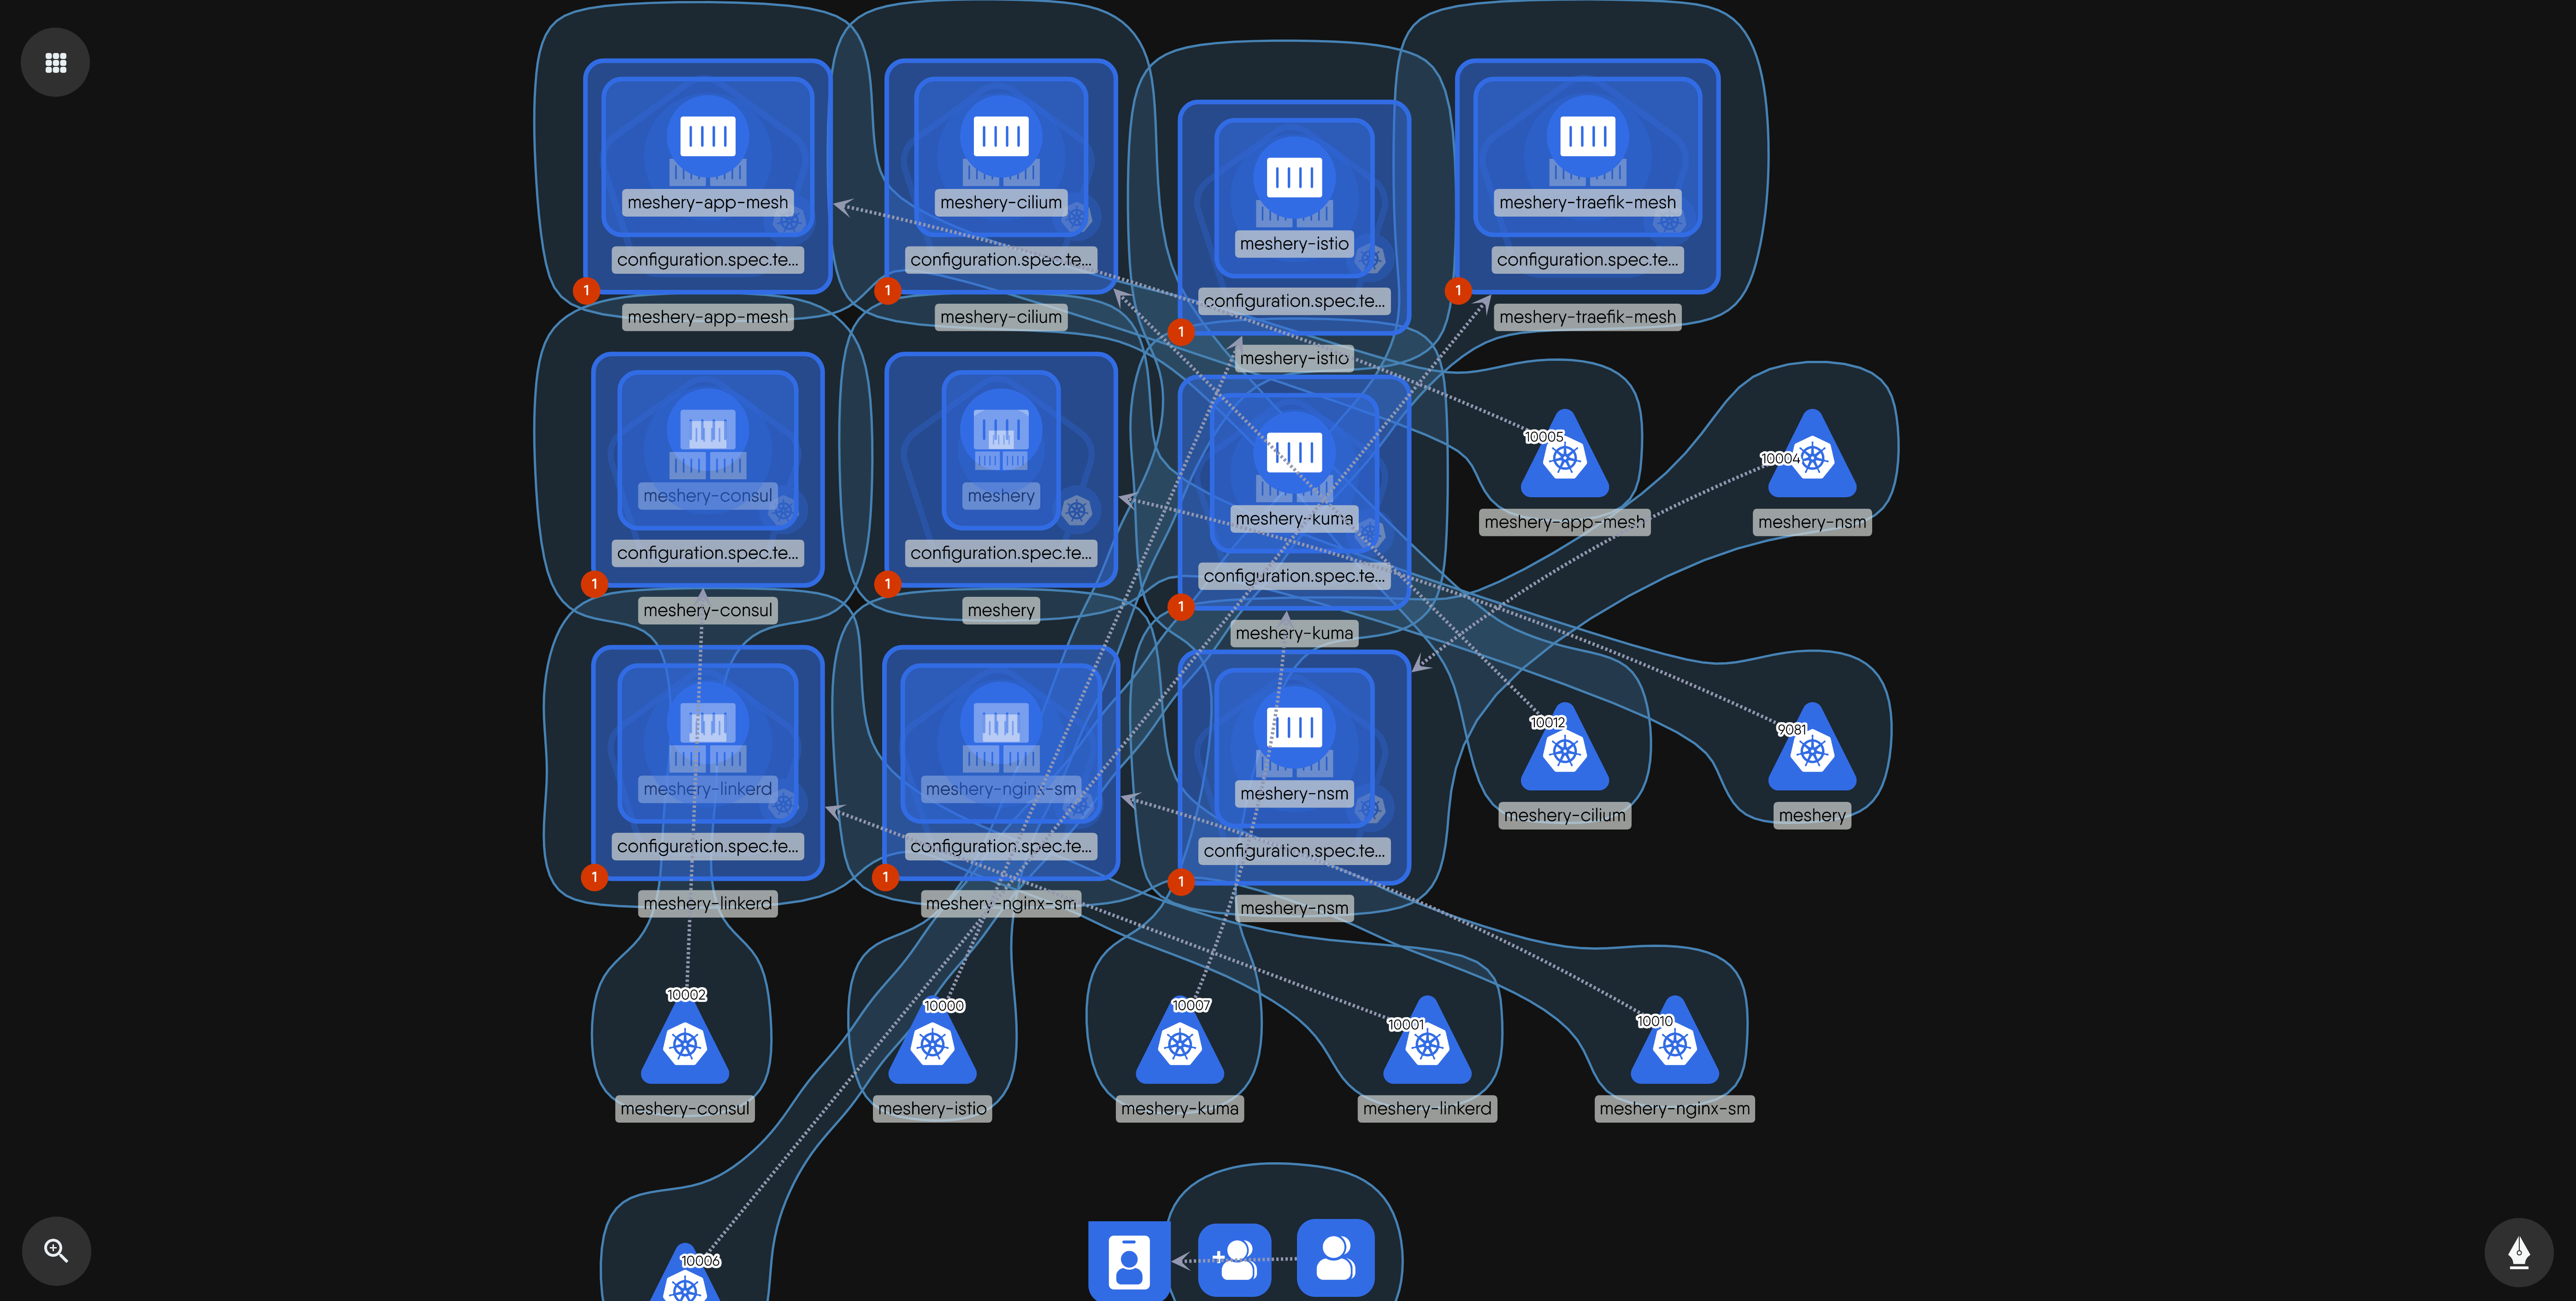 meshery-app-mesh
configuration.spec.te...
1
meshery-app-mesh
meshery-cilium
configuration.spec.te...
1
meshery-cilium
meshery-istio
configuration.spec.te...
1
meshery-istio
meshery-traefik-mesh
configuration.spec.te...
1
meshery-traefik-mesh
meshery-consul
configuration.spec.te...
1
meshery-consul
meshery
configuration.spec.te...
1
meshery
meshery-kuma
configuration.spec.te...
1
meshery-kuma
10005
meshery-app-mesh
10004
meshery-nsm
meshery-linkerd
configuration.spec.te...
1
meshery-linkerd
meshery-nginx-sm
configuration.spec.te...
1
meshery-nginx-sm
meshery-nsm
configuration.spec.te...
1
meshery-nsm
10012
meshery-cilium
9081
meshery
10002
meshery-consul
10000
meshery-istio
10007
meshery-kuma
10001
meshery-linkerd
10010
meshery-nginx-sm
10006